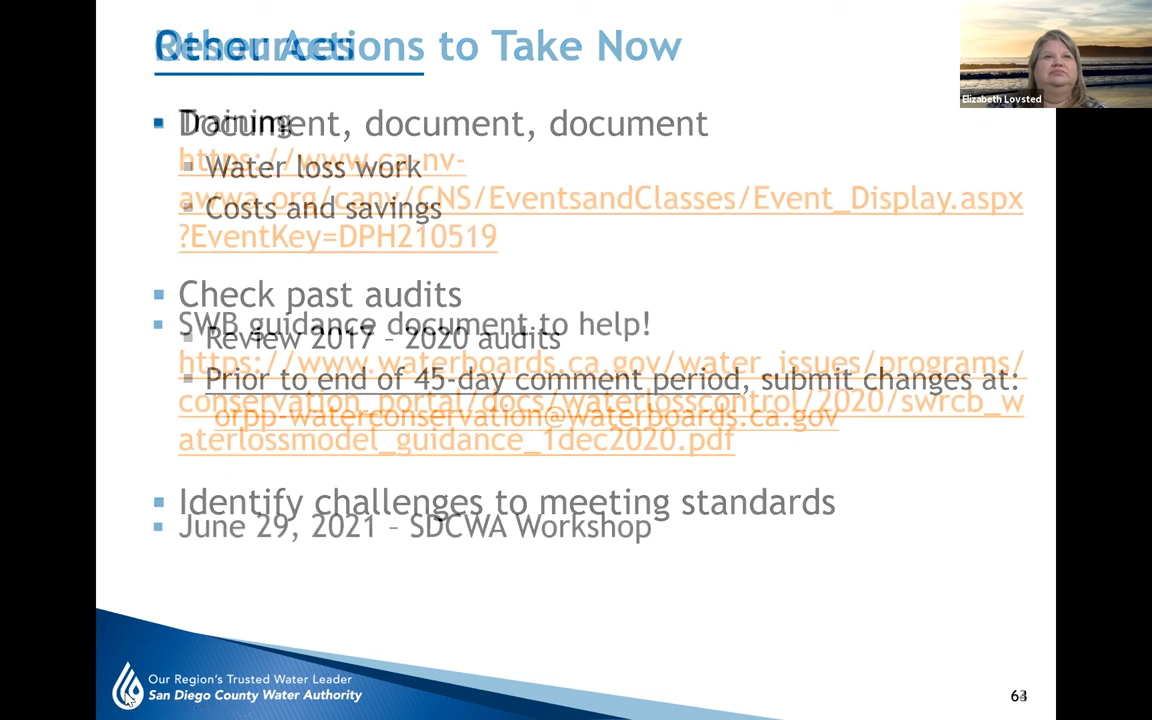 Other Actions to Take Now
Resources
Elizabeth Lovsted
Document, document, document
Training
https://www.ca-nv-
Water loss work
awwa.org/canv/CNS/EventsandClasses/Event_Display.aspx
Costs and savings
?EventKey=DPH210519
Check past audits
SWB guidance document to help!
Review 2017 – 2020 audits
https://www.waterboards.ca.gov/water_issues/programs/
Prior to end of 45-day comment period, submit changes at:
conservation_portal/docs/waterlosscontrol/2020/swrcb_w
orpp-waterconservation@waterboards.ca.gov
aterlossmodel_guidance_1dec2020.pdf
Identify challenges to meeting standards
June 29, 2021 – SDCWA Workshop
Our Region's Trusted Water Leader
San Diego County Water Authority